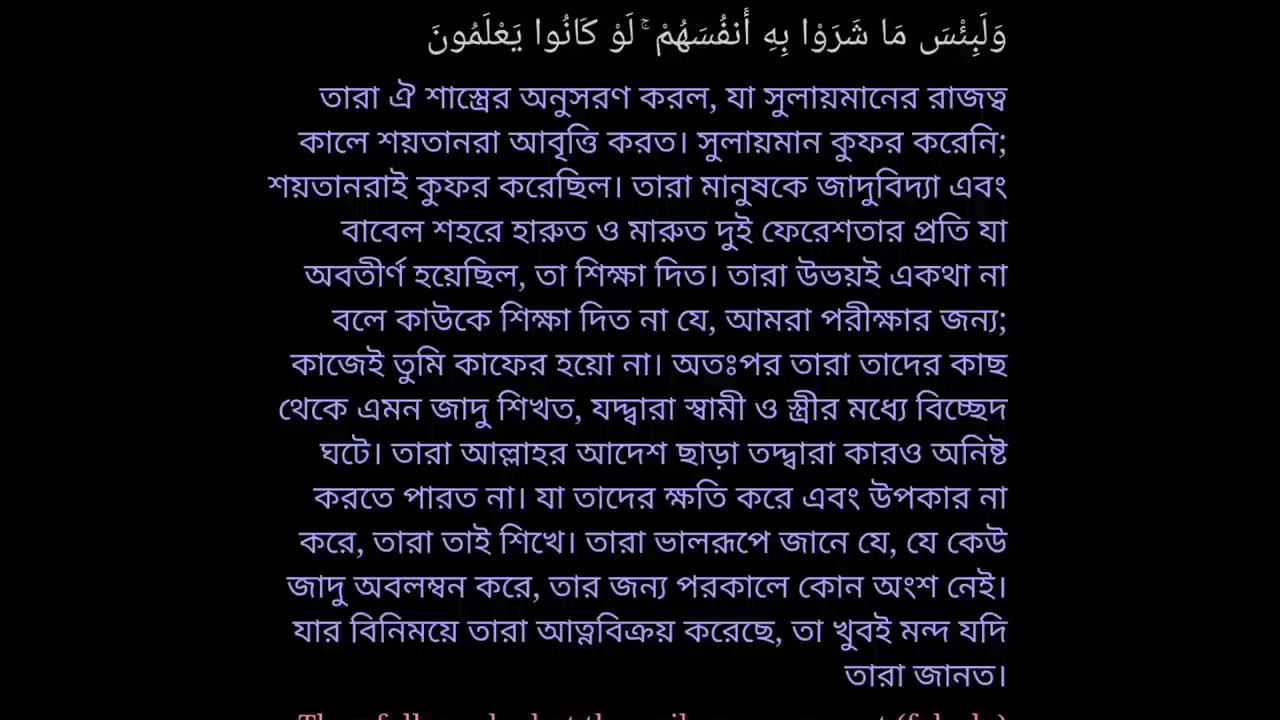 وَلَبِئْسَ مَا شَرَوْا بِهِ أَنفُسَهُمْ ۚ لَوْ كَانُوا يَعْلَمُونَ
তারা ঐ শাস্ত্রের অনুসরণ করল, যা সুলায়মানের রাজত্ব
কালে শয়তানরা আবৃত্তি করত। সুলায়মান কুফর করেনি;
শয়তানরাই কুফর করেছিল। তারা মানুষকে জাদুবিদ্যা এবং
বাবেল শহরে হারুত ও মারুত দুই ফেরেশতার প্রতি যা
অবতীর্ণ হয়েছিল, তা শিক্ষা দিত। তারা উভয়ই একথা না
বলে কাউকে শিক্ষা দিত না যে, আমরা পরীক্ষার জন্য;
কাজেই তুমি কাফের হয়ো না। অতঃপর তারা তাদের কাছ
থেকে এমন জাদু শিখত, যদ্দ্বারা স্বামী ও স্ত্রীর মধ্যে বিচ্ছেদ
ঘটে। তারা আল্লাহর আদেশ ছাড়া তদ্দ্বারা কারও অনিষ্ট
করতে পারত না। যা তাদের ক্ষতি করে এবং উপকার না
করে, তারা তাই শিখে। তারা ভালরূপে জানে যে, যে কেউ
জাদু অবলম্বন করে, তার জন্য পরকালে কোন অংশ নেই।
যার বিনিময়ে তারা আত্নবিক্রয় করেছে, তা খুবই মন্দ যদি
তারা জানত।